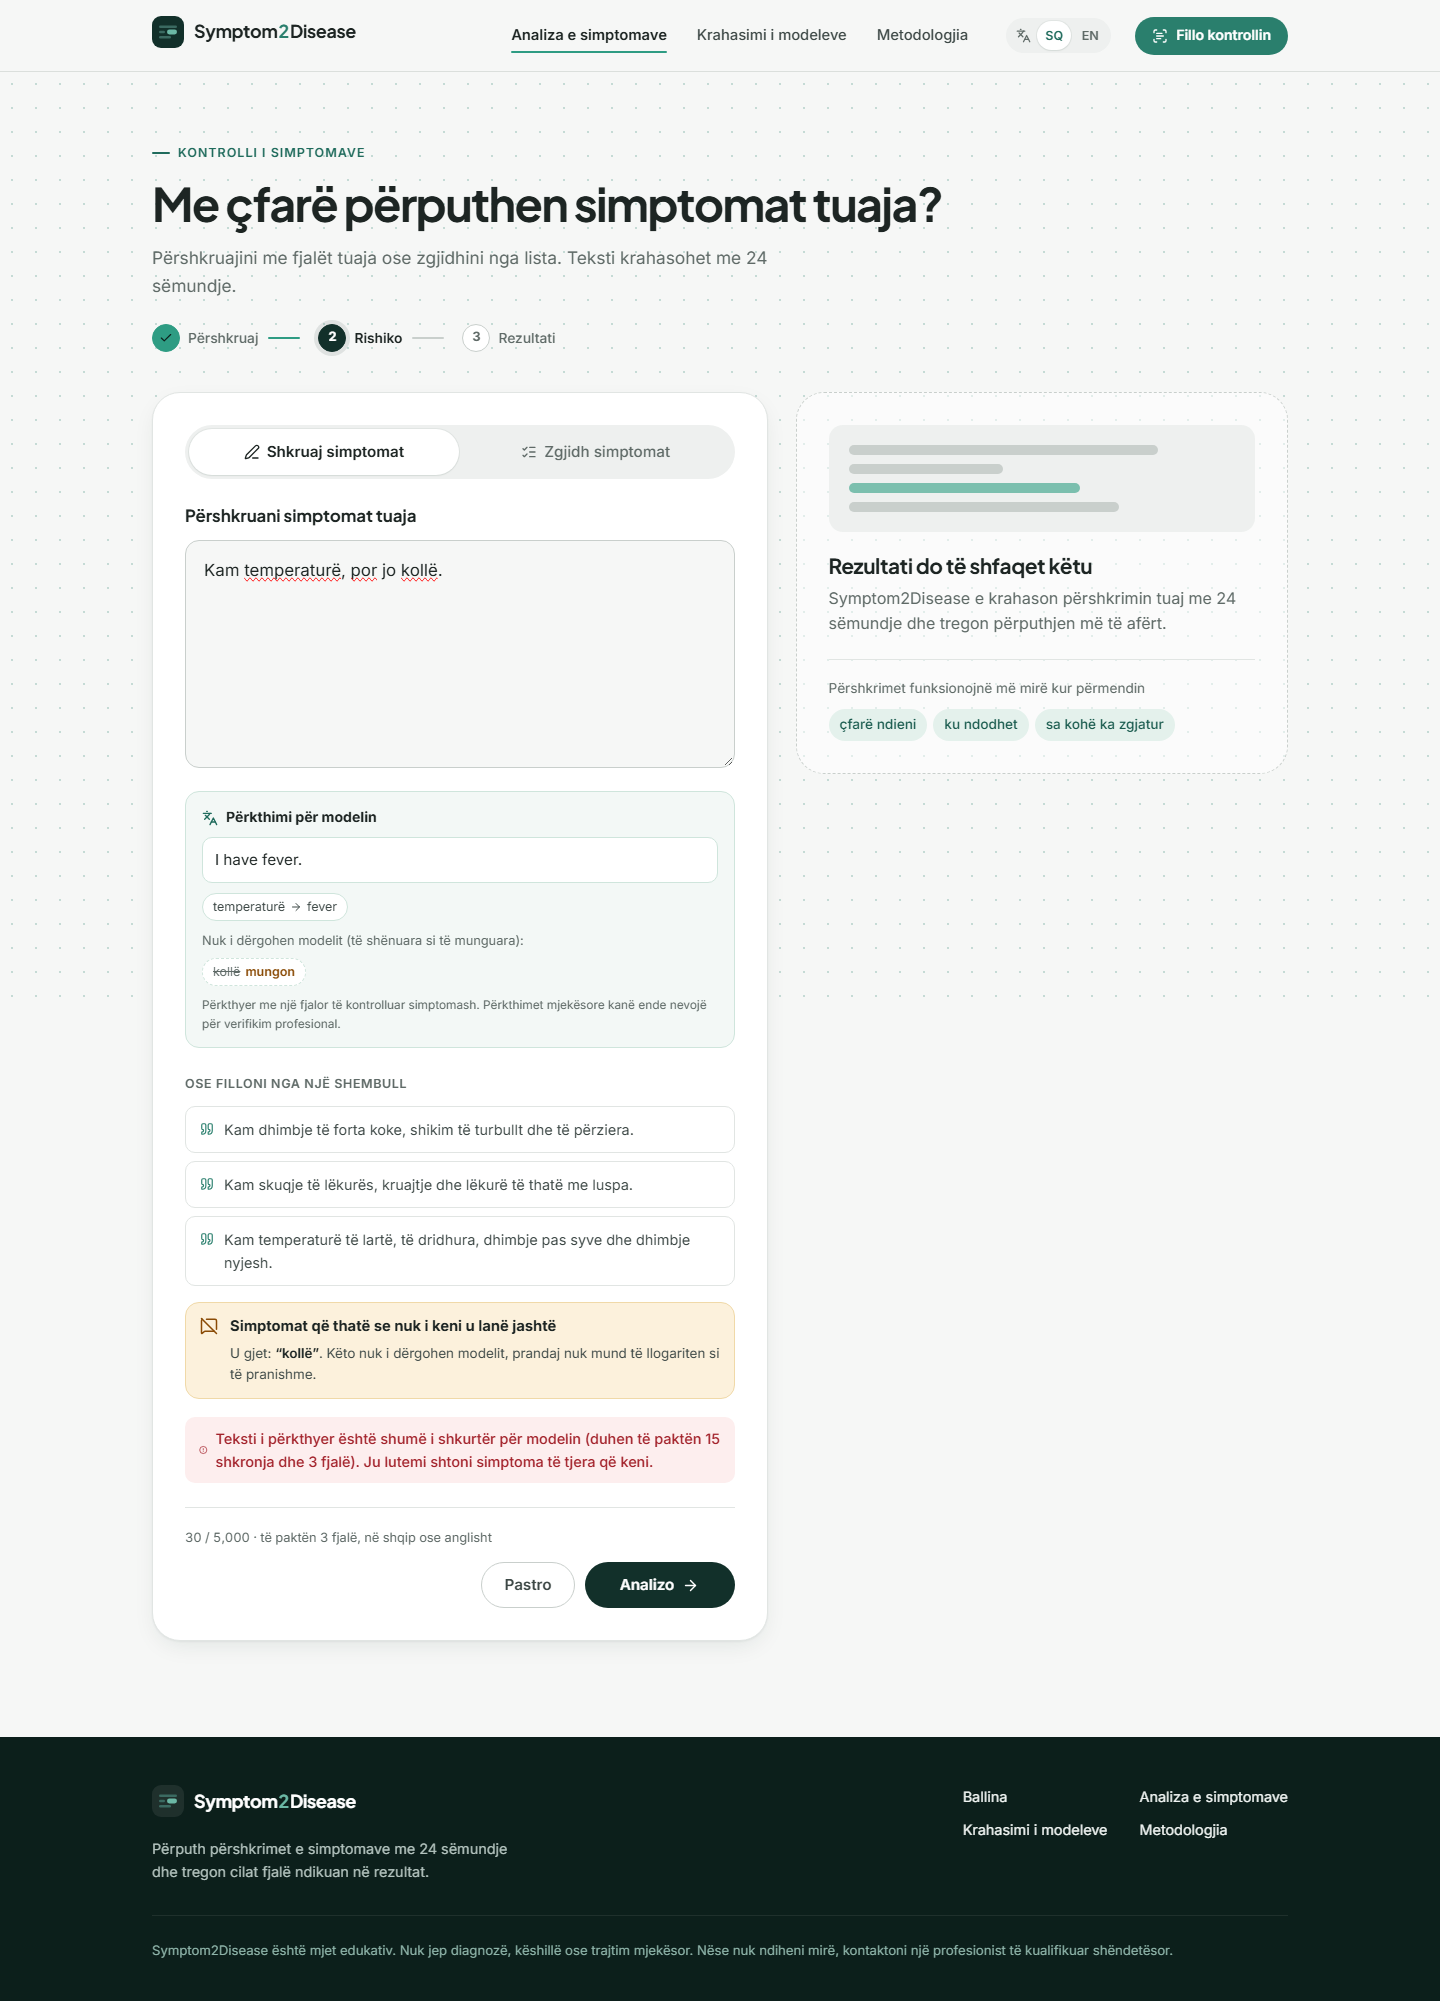 Symptom2Disease
Analiza e simptomave
Krahasimi i modeleve
Metodologjia
SQ
EN
Fillo kontrollin
KONTROLLI I SIMPTOMAVE
Me çfarë përputhen simptomat tuaja?
Përshkruajini me fjalët tuaja ose zgjidhini nga lista. Teksti krahasohet me 24
sëmundje.
Përshkruaj
2
Rishiko
3
Rezultati
Shkruaj simptomat
Zgjidh simptomat
Përshkruani simptomat tuaja
Kam temperaturë, por jo kollë.
Përkthimi për modelin
I have fever.
temperaturë → fever
Nuk i dërgohen modelit (të shënuara si të munguara):
kollë mungon
Përkthyer me një fjalor të kontrolluar simptomash. Përkthimet mjekësore kanë ende nevojë
për verifikim profesional.
OSE FILLONI NGA NJË SHEMBULL
Kam dhimbje të forta koke, shikim të turbullt dhe të përziera.
Kam skuqje të lëkurës, kruajtje dhe lëkurë të thatë me luspa.
Kam temperaturë të lartë, të dridhura, dhimbje pas syve dhe dhimbje
nyjesh.
Simptomat që thatë se nuk i keni u lanë jashtë
U gjet: “kollë”. Këto nuk i dërgohen modelit, prandaj nuk mund të llogariten si
të pranishme.
Teksti i përkthyer është shumë i shkurtër për modelin (duhen të paktën 15
shkronja dhe 3 fjalë). Ju lutemi shtoni simptoma të tjera që keni.
30 / 5,000 · të paktën 3 fjalë, në shqip ose anglisht
Pastro
Analizo →
Rezultati do të shfaqet këtu
Symptom2Disease e krahason përshkrimin tuaj me 24
sëmundje dhe tregon përputhjen më të afërt.
Përshkrimet funksionojnë më mirë kur përmendin
çfarë ndieni
ku ndodhet
sa kohë ka zgjatur
Symptom2Disease
Përputh përshkrimet e simptomave me 24 sëmundje
dhe tregon cilat fjalë ndikuan në rezultat.
Ballina
Analiza e simptomave
Krahasimi i modeleve
Metodologjia
Symptom2Disease është mjet edukativ. Nuk jep diagnozë, këshillë ose trajtim mjekësor. Nëse nuk ndiheni mirë, kontaktoni një profesionist të kualifikuar shëndetësor.